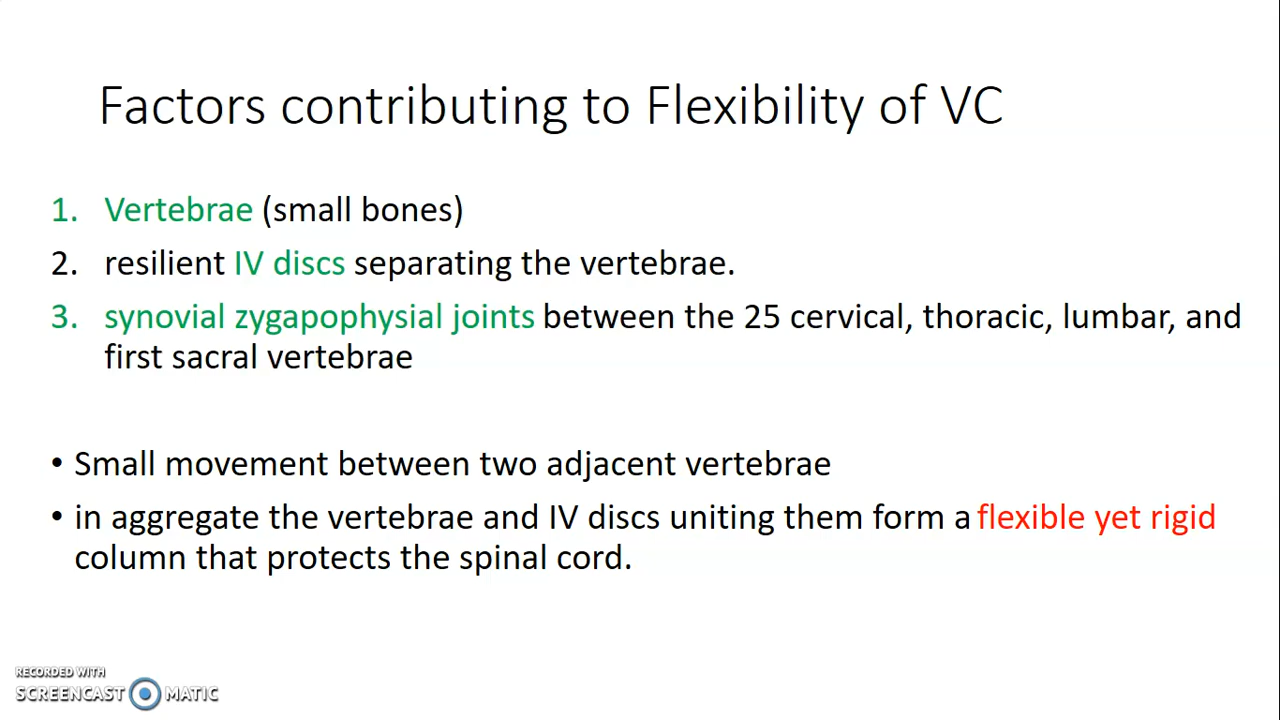 Factors contributing to Flexibility of VC
1. Vertebrae (small bones)
2. resilient IV discs separating the vertebrae.
3. synovial zygapophysial joints between the 25 cervical, thoracic, lumbar, and
first sacral vertebrae
• Small movement between two adjacent vertebrae
• in aggregate the vertebrae and IV discs uniting them form a flexible yet rigid
column that protects the spinal cord.
RECORDED WITH
SCREENCAST MATIC